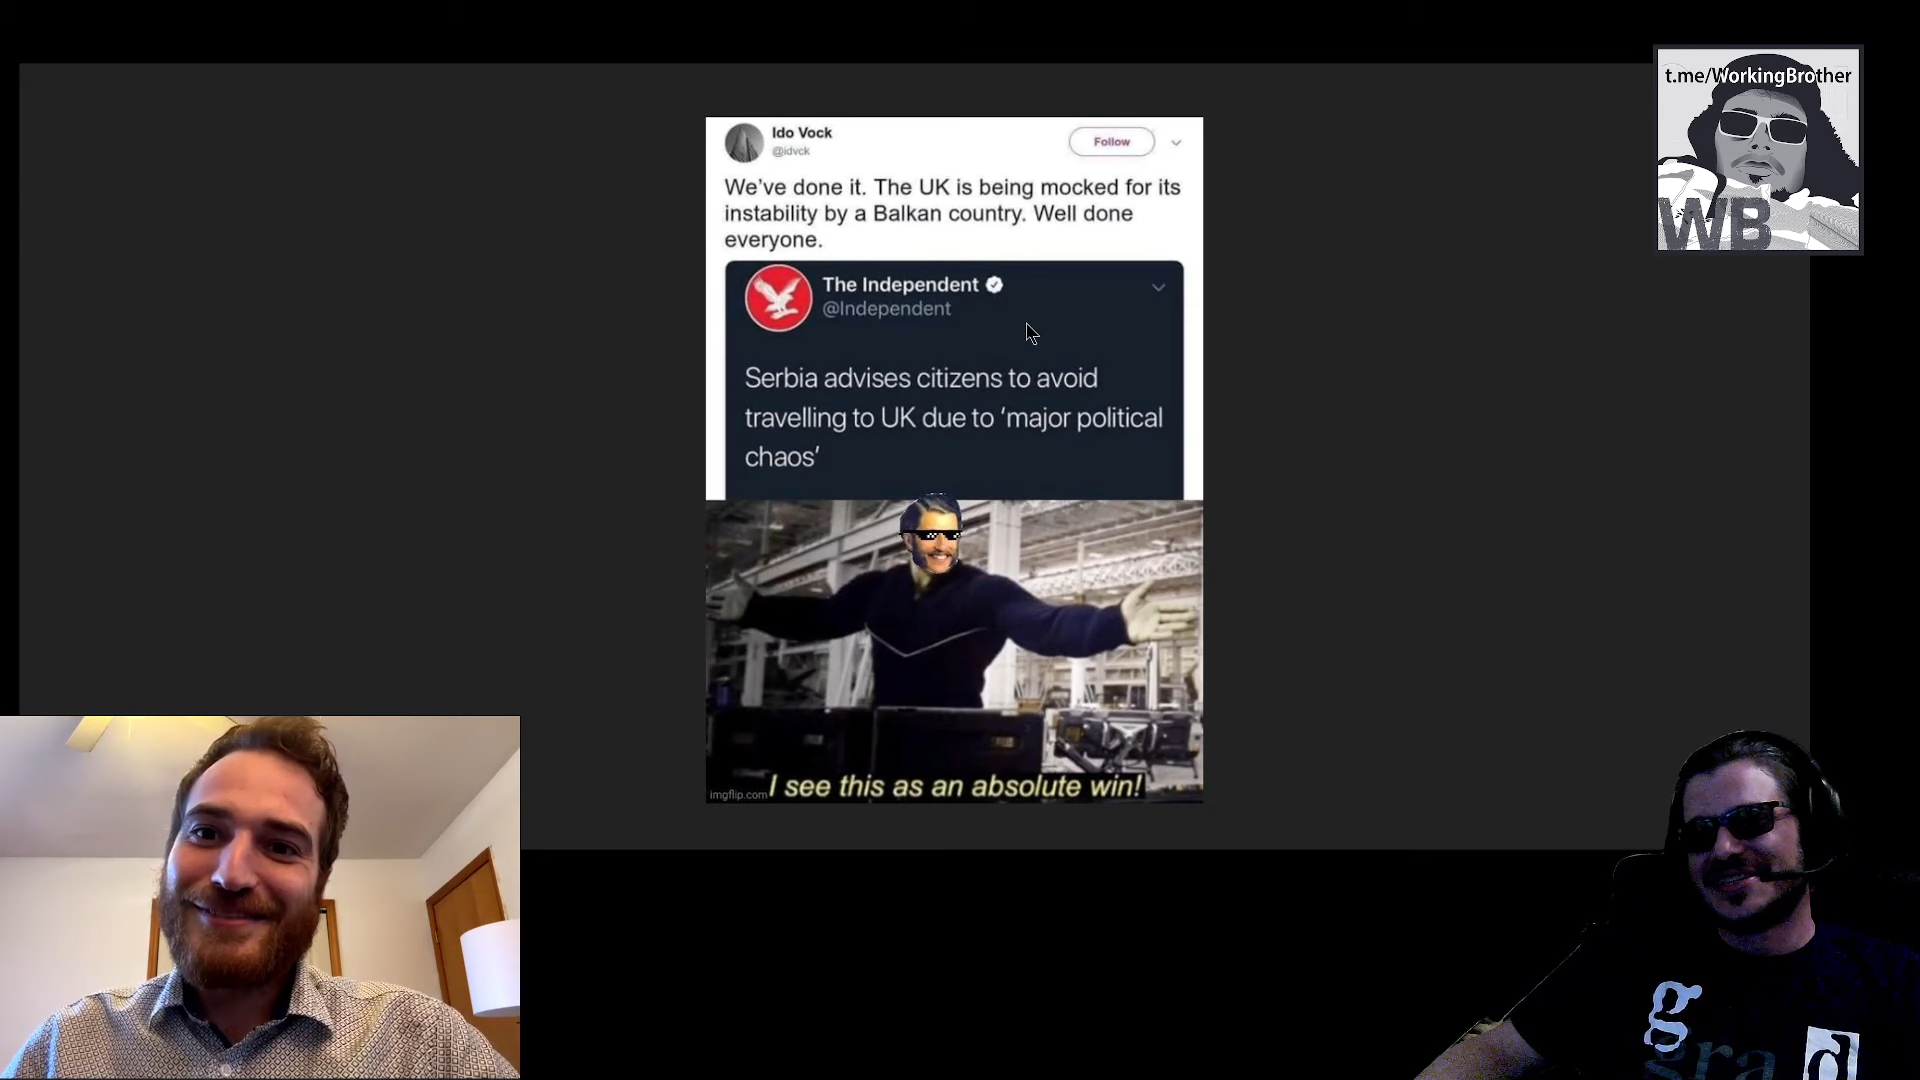 t.me/WorkingBrother
WB
Ido Vock
@idvck
Follow
We've done it. The UK is being mocked for its
instability by a Balkan country. Well done
everyone.
The Independent
@Independent
Serbia advises citizens to avoid
travelling to UK due to 'major political
chaos'
I see this as an absolute win!
imgflip.com
g
gra d